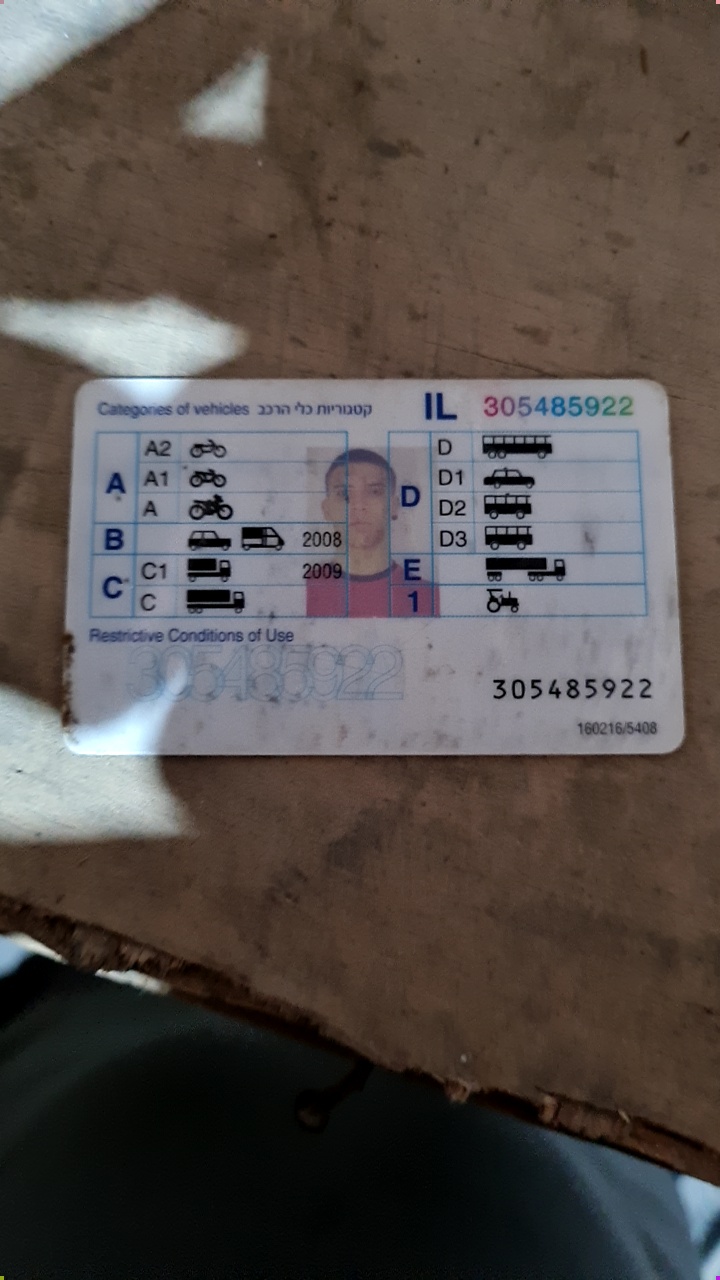 Categories of vehicles קטגוריות כלי הרכב IL 305485922
A
A2
A1
A
B 2008
C
C1 2009
C
D
D
D1
D2
D3
E
1
Restrictive Conditions of Use
305485922
305485922
160216/5408